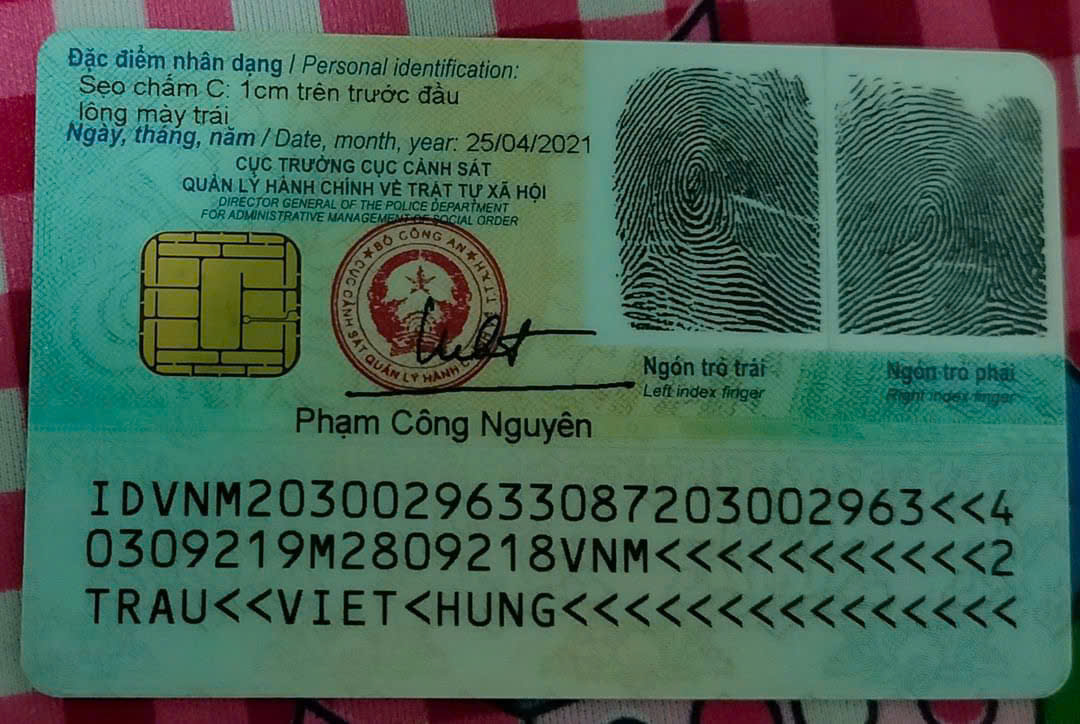 Đặc điểm nhân dạng / Personal identification:
Sẹo chấm C: 1cm trên trước đầu
lông mày trái
Ngày, tháng, năm / Date, month, year: 25/04/2021
CỤC TRƯỞNG CỤC CẢNH SÁT
QUẢN LÝ HÀNH CHÍNH VỀ TRẬT TỰ XÃ HỘI
DIRECTOR GENERAL OF THE POLICE DEPARTMENT
FOR ADMINISTRATIVE MANAGEMENT OF SOCIAL ORDER
BỘ CÔNG AN
CỤC CẢNH SÁT QUẢN LÝ HÀNH
Ngón trỏ trái
Left index finger
Ngón trỏ phải
Right index finger
Phạm Công Nguyên
IDVNM2030029633087203002963<<4
0309219M2809218VNM<<<<<<<<<<<2
TRAU<<VIET<HUNG<<<<<<<<<<<<<<<